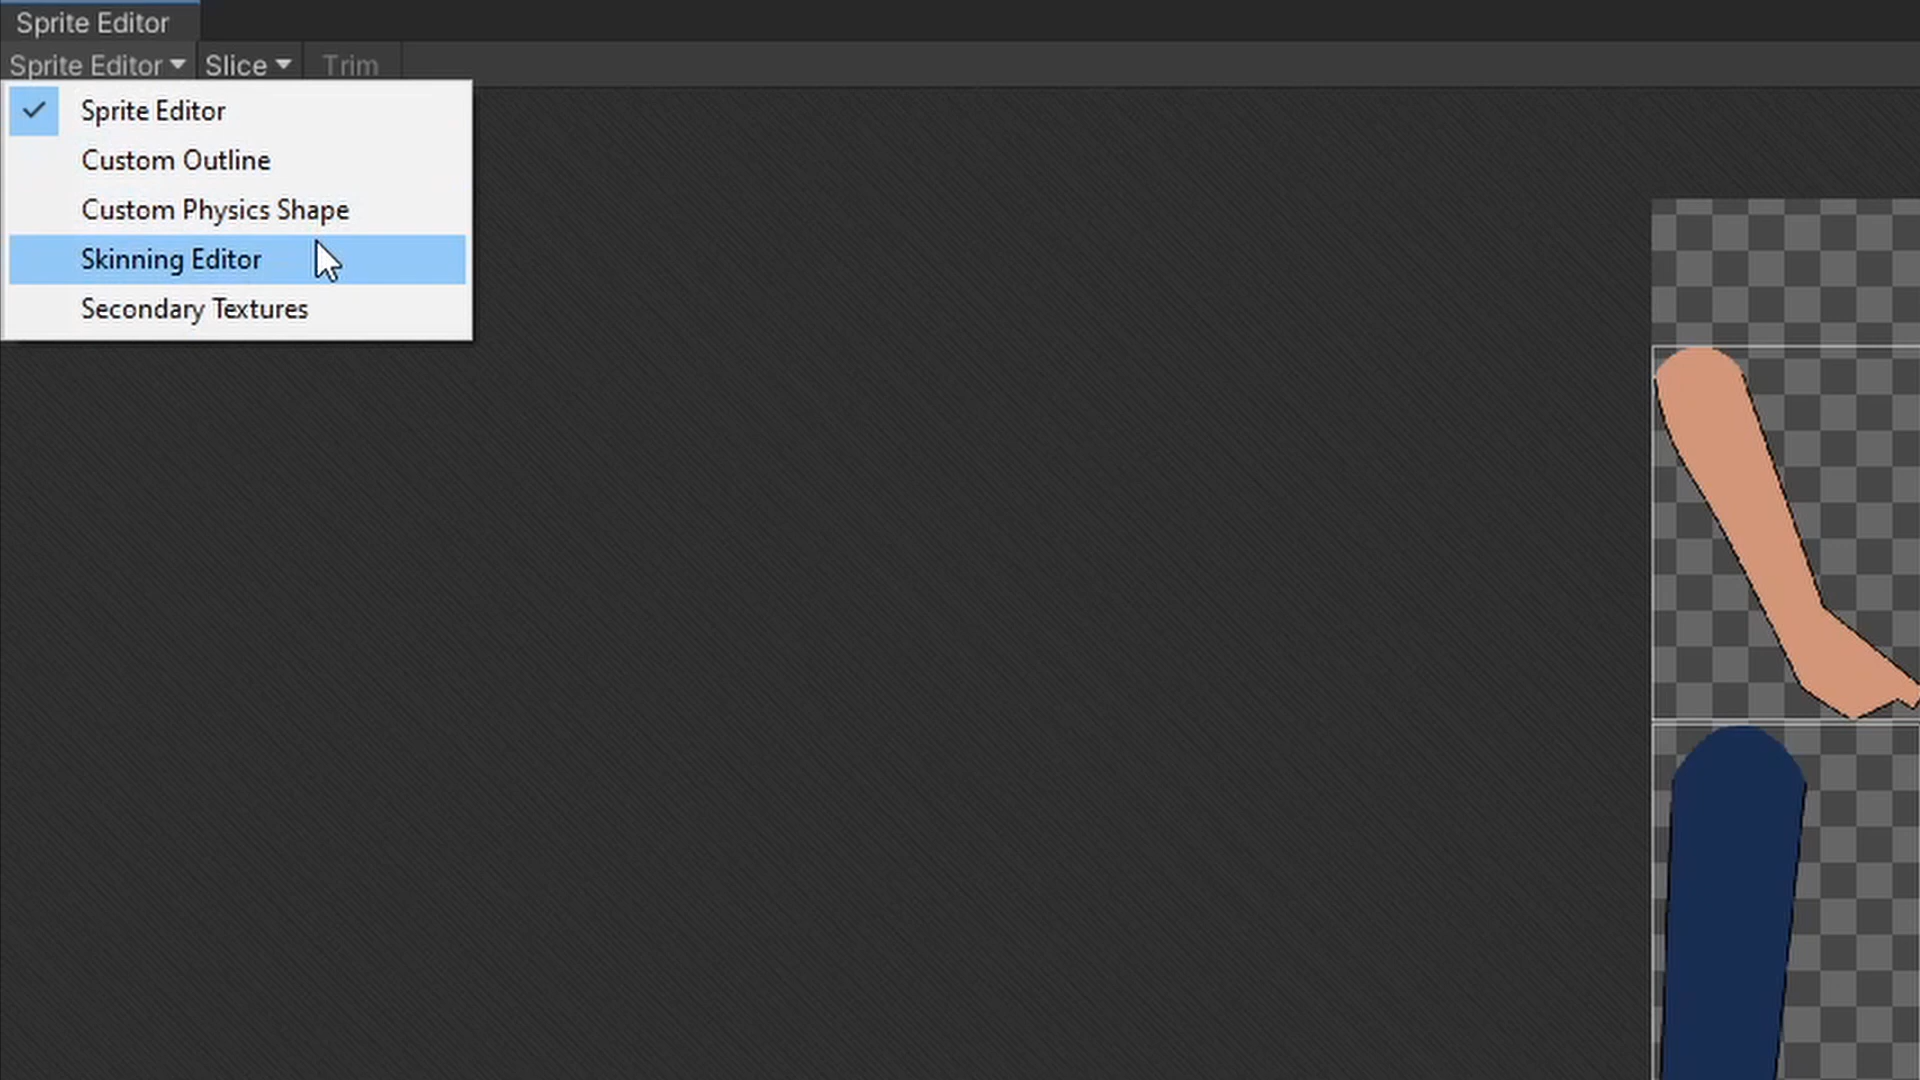 Sprite Editor
Sprite Editor Slice Trim
Sprite Editor
Custom Outline
Custom Physics Shape
Skinning Editor
Secondary Textures